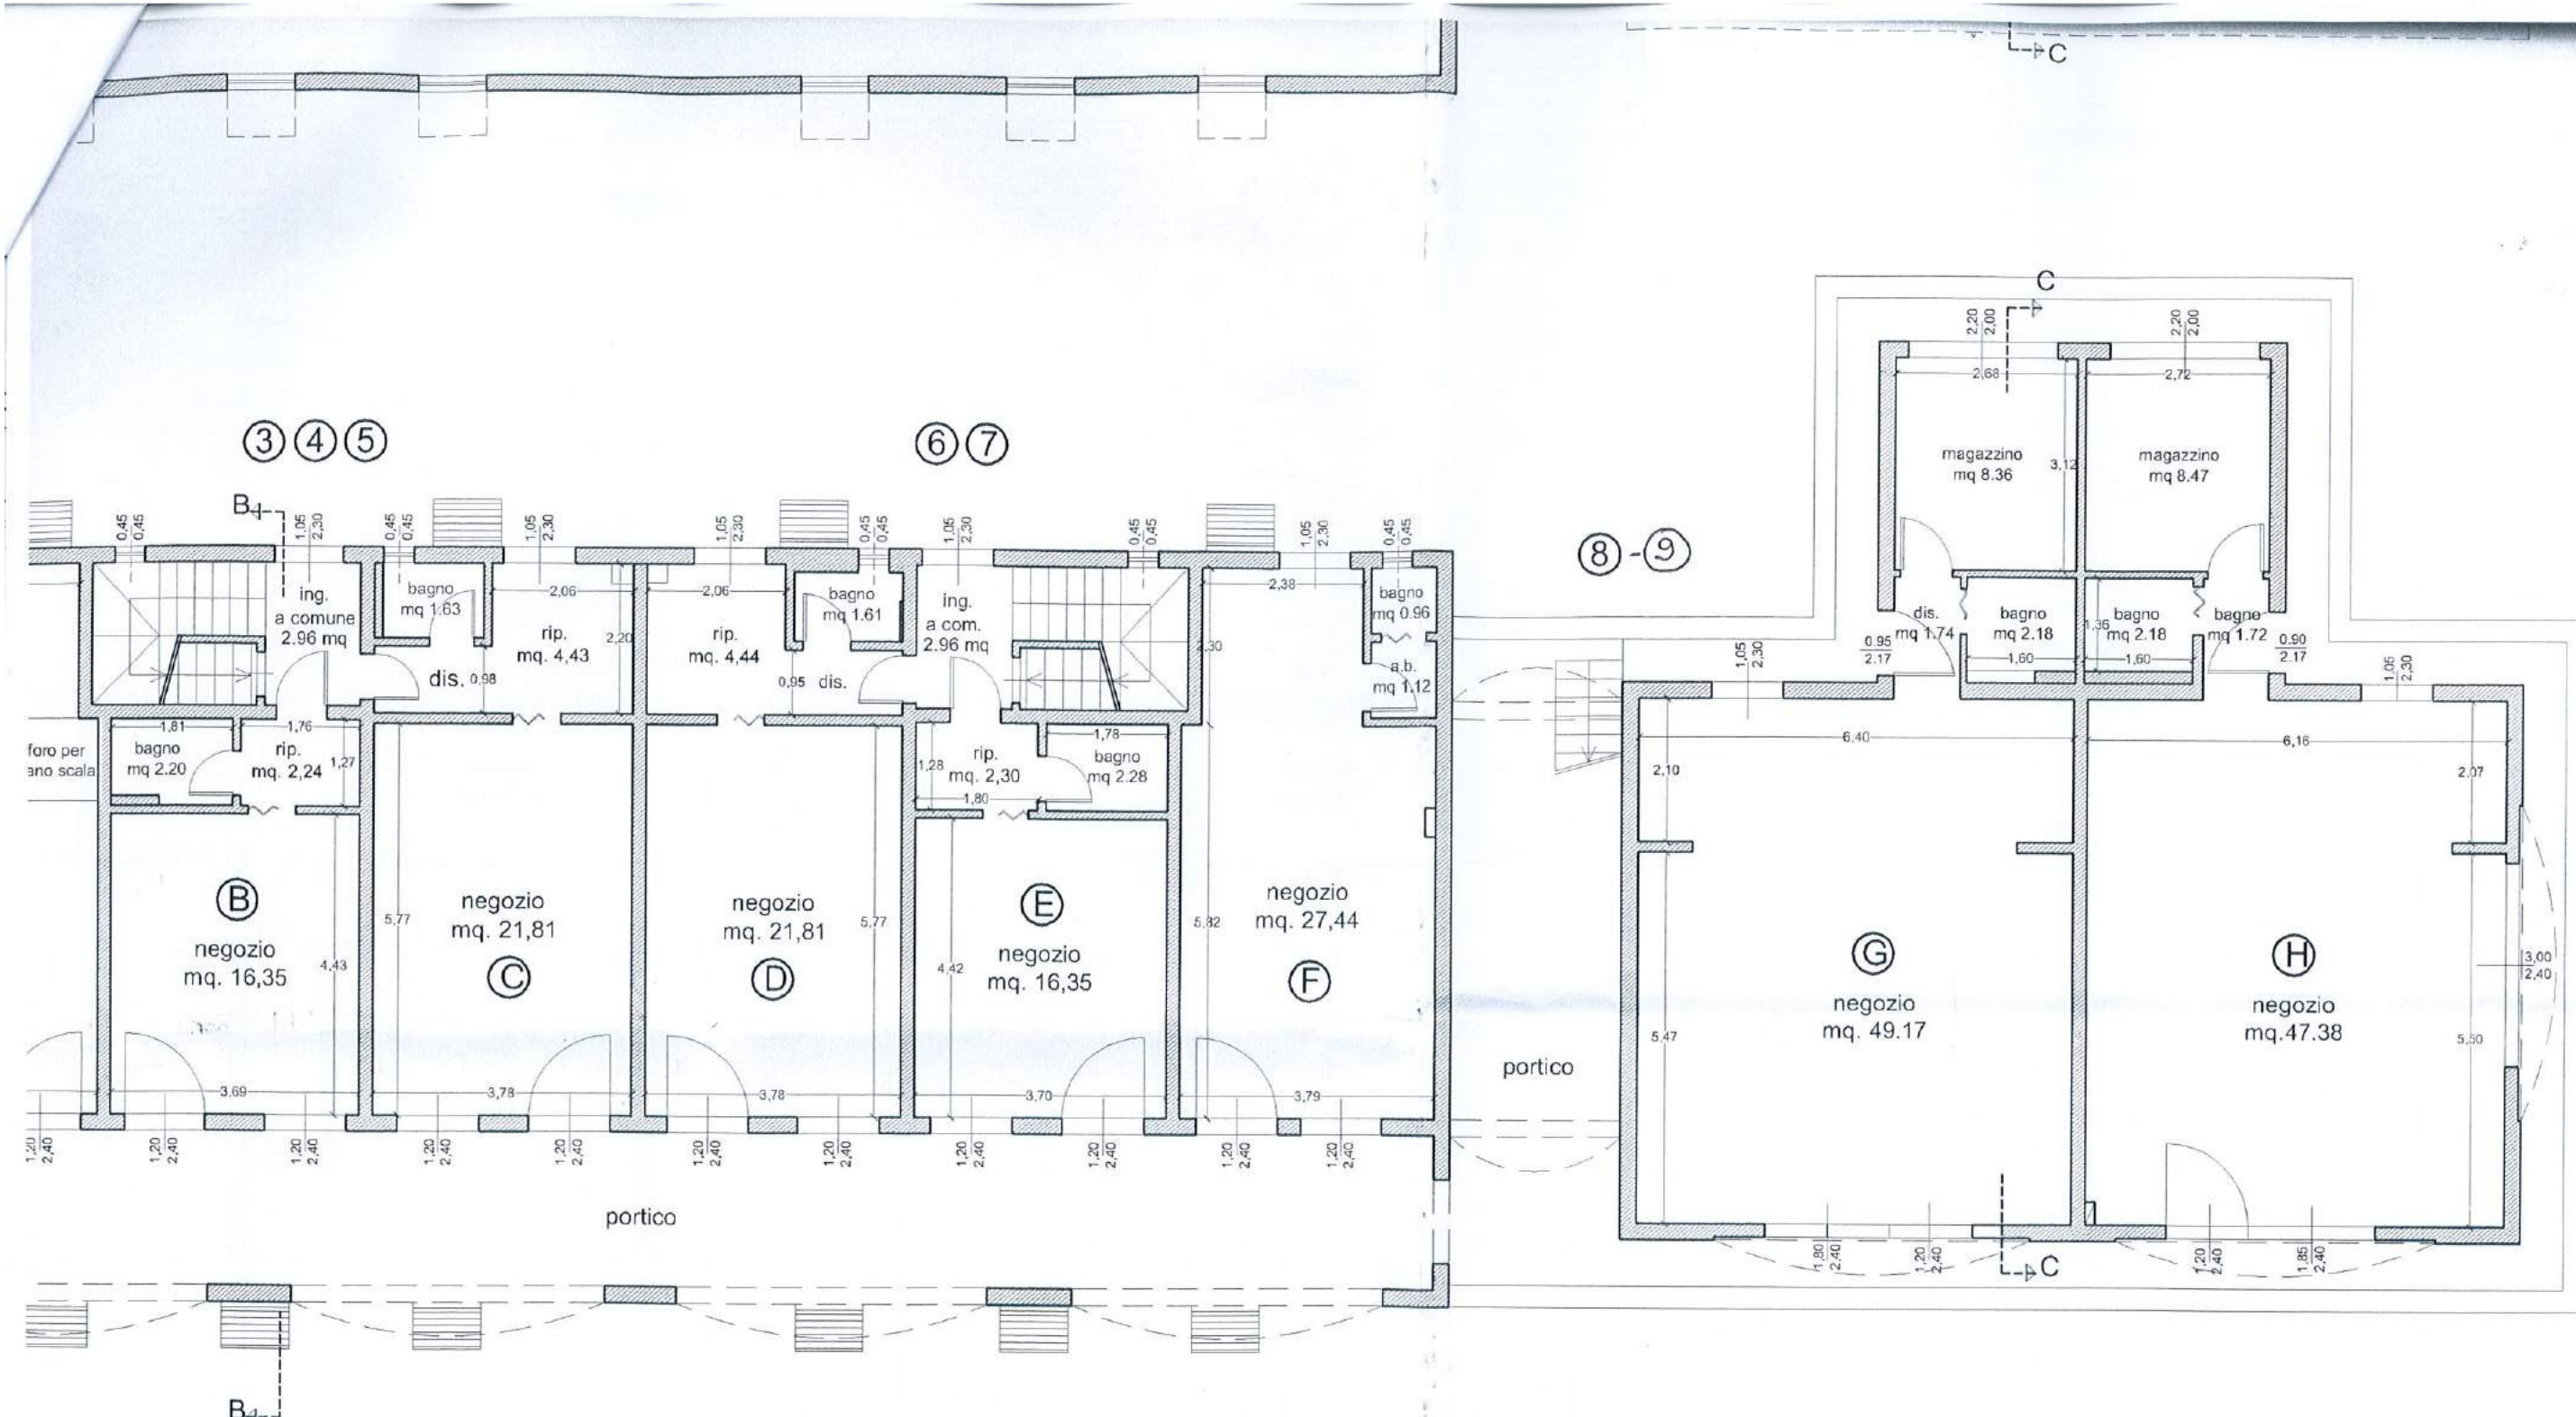 C
C
2,20
2,00
2,20
2,00
2,68
2,72
3 4 5
6 7
8 - 9
magazzino
mq 8.36
3,12
magazzino
mq 8.47
B
0,45
0,45
1,05
2,30
0,45
0,45
1,05
2,30
1,05
2,30
0,45
0,45
1,05
2,30
0,45
0,45
1,05
2,30
0,45
0,45
ing.
a comune
2.96 mq
bagno
mq 1.63
2,06
rip.
mq. 4,43
2,20
dis. 0,98
2,06
rip.
mq. 4,44
bagno
mq 1.61
0,95 dis.
ing.
a com.
2.96 mq
2,38
2,30
bagno
mq 0.96
a.b.
mq 1.12
dis.
mq 1.74
0.95
2.17
bagno
mq 2.18
1,60
1,36
bagno
mq 2.18
1,60
bagno
mq 1.72
0.90
2.17
1,05
2,30
1,05
2,30
foro per
ano scala
1,81
bagno
mq 2.20
1,76
rip.
mq. 2,24
1,27
1,28
rip.
mq. 2,30
1,80
1,78
bagno
mq 2.28
6,40
2,10
6,16
2,07
B
negozio
mq. 16,35
4,43
5,77
negozio
mq. 21,81
C
negozio
mq. 21,81
D
5,77
E
negozio
mq. 16,35
4,42
5,82
negozio
mq. 27,44
F
G
negozio
mq. 49.17
5,47
H
negozio
mq.47.38
5,50
3,00
2,40
portico
3,69
3,78
3,78
3,70
3,79
1,20
2,40
1,20
2,40
1,20
2,40
1,20
2,40
1,20
2,40
1,20
2,40
1,20
2,40
1,20
2,40
1,20
2,40
1,20
2,40
1,20
2,40
1,80
2,40
1,20
2,40
C
1,20
2,40
1,85
2,40
portico
B